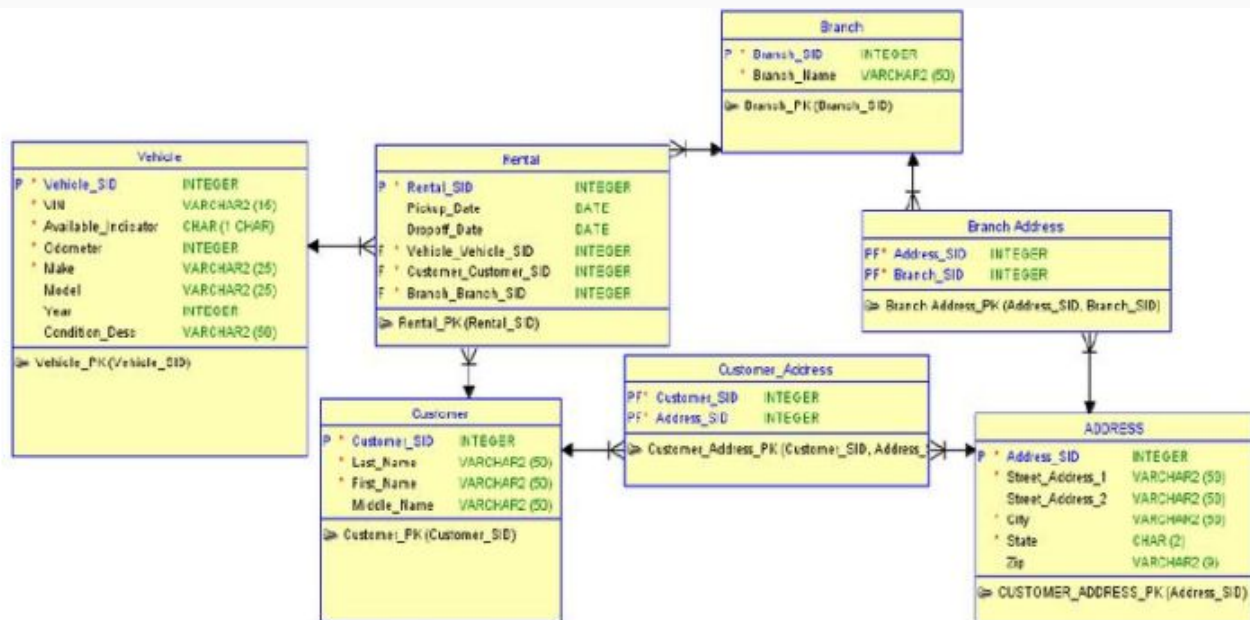 Branch
P * Branch_SID INTEGER
* Branch_Name VARCHAR2 (50)
Branch_PK (Branch_SID)
Vehicle
P * Vehicle_SID INTEGER
* VIN VARCHAR2 (16)
* Available_Indicator CHAR (1 CHAR)
* Odometer INTEGER
* Make VARCHAR2 (25)
Model VARCHAR2 (25)
Year INTEGER
Condition_Desc VARCHAR2 (50)
Vehicle_PK (Vehicle_SID)
Rental
P * Rental_SID INTEGER
Pickup_Date DATE
Dropoff_Date DATE
F * Vehicle_Vehicle_SID INTEGER
F * Customer_Customer_SID INTEGER
F * Branch_Branch_SID INTEGER
Rental_PK (Rental_SID)
Branch Address
PF* Address_SID INTEGER
PF* Branch_SID INTEGER
Branch Address_PK (Address_SID, Branch_SID)
Customer_Address
PF* Customer_SID INTEGER
PF* Address_SID INTEGER
Customer_Address_PK (Customer_SID, Address_
Customer
P * Customer_SID INTEGER
* Last_Name VARCHAR2 (50)
* First_Name VARCHAR2 (50)
Middle_Name VARCHAR2 (50)
Customer_PK (Customer_SID)
ADDRESS
P * Address_SID INTEGER
* Street_Address_1 VARCHAR2 (50)
Street_Address_2 VARCHAR2 (50)
* City VARCHAR2 (50)
* State CHAR (2)
Zip VARCHAR2 (9)
CUSTOMER_ADDRESS_PK (Address_SID)